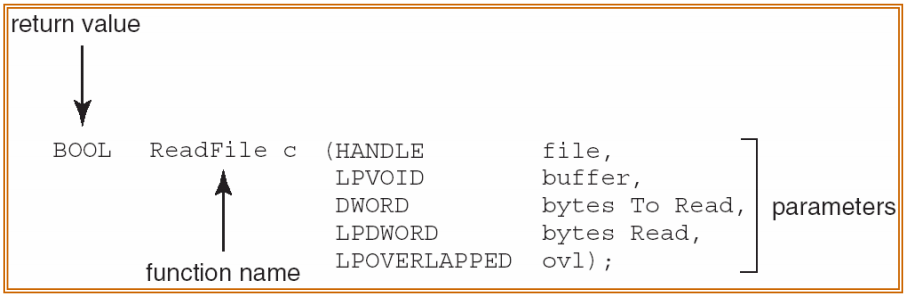 return value
BOOL ReadFile c (HANDLE file,
LPVOID buffer,
DWORD bytes To Read,
LPDWORD bytes Read,
LPOVERLAPPED ovl);
parameters
function name